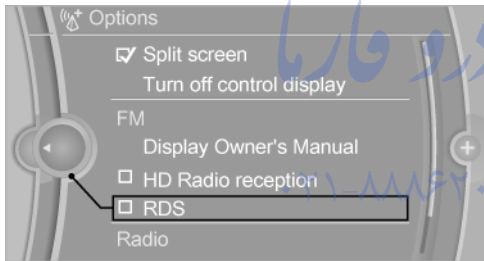 Options
Split screen
Turn off control display
FM
Display Owner's Manual
HD Radio reception
RDS
Radio